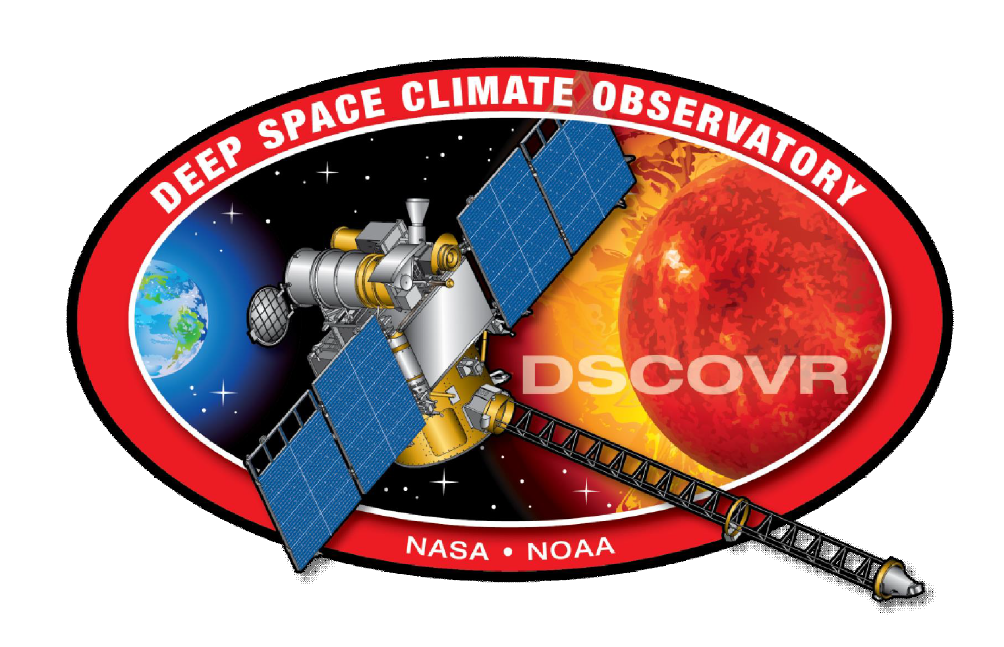 DEEP SPACE CLIMATE OBSERVATORY
DSCOVR
NASA • NOAA